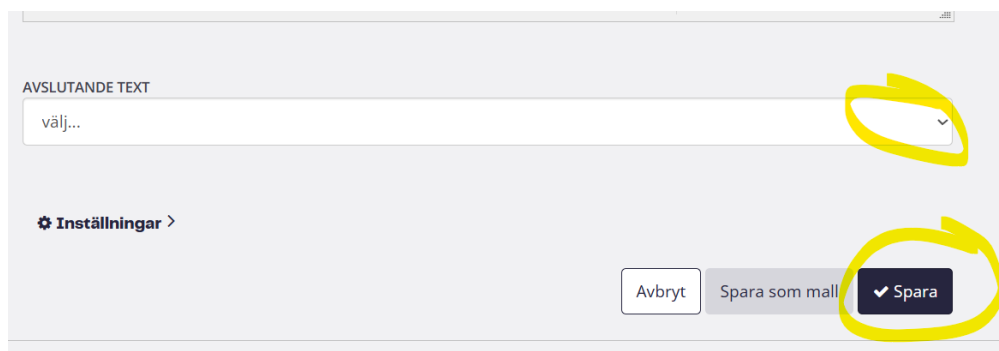 AVSLUTANDE TEXT
välj...
Inställningar
Avbryt Spara som mall Spara